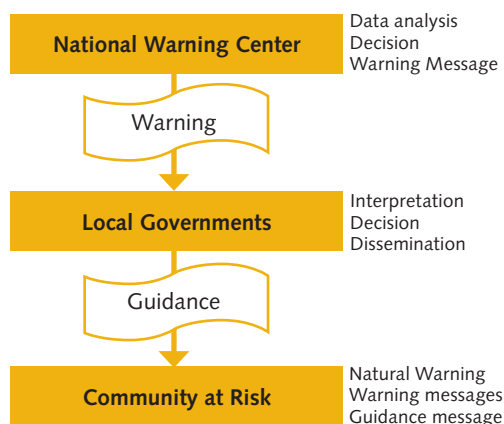 National Warning Center
Data analysis
Decision
Warning Message
Warning
Local Governments
Interpretation
Decision
Dissemination
Guidance
Community at Risk
Natural Warning
Warning messages
Guidance message